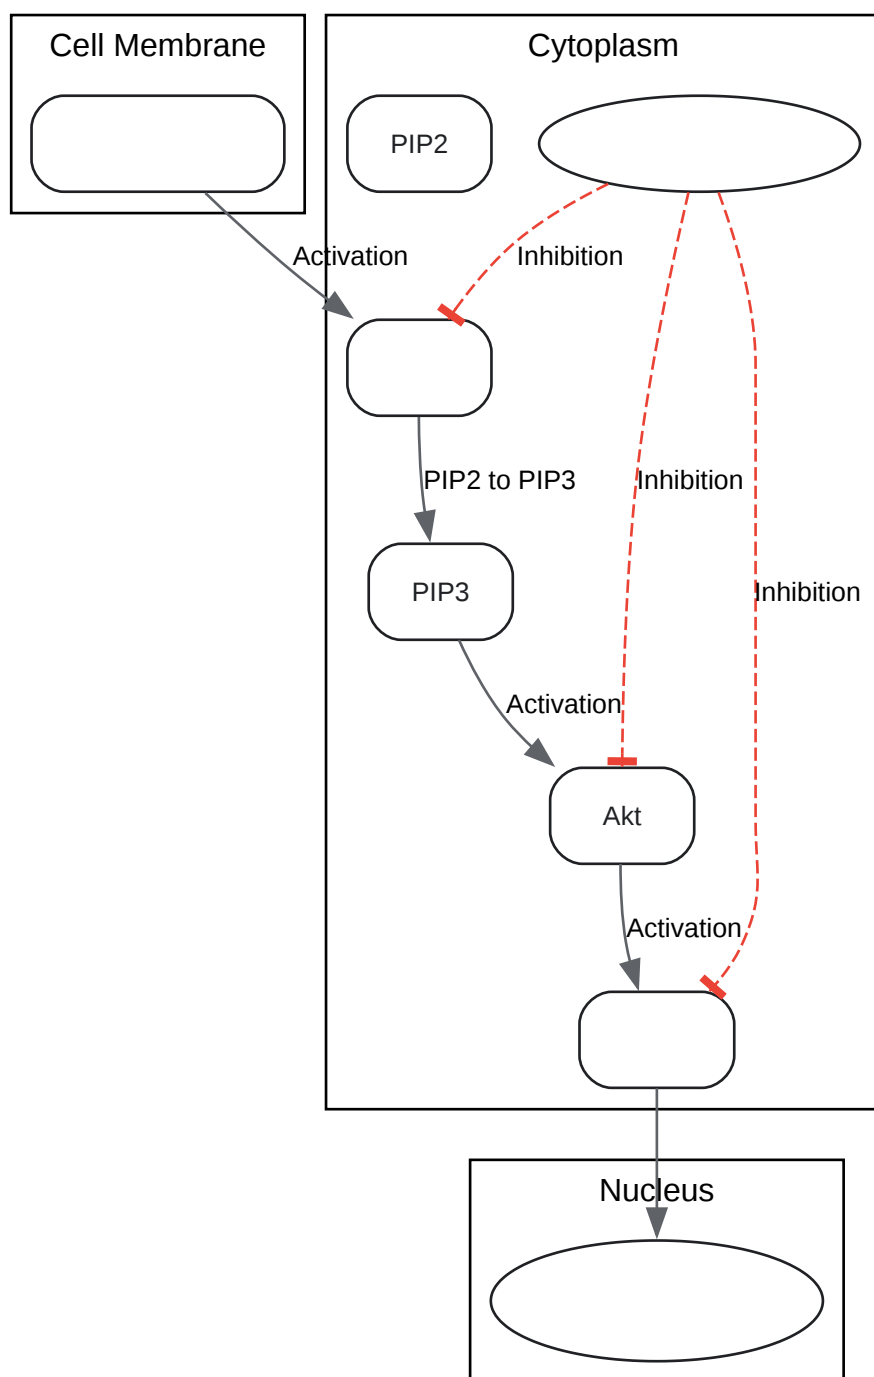 Cell Membrane
Cytoplasm
PIP2
Activation
Inhibition
PIP2 to PIP3
Inhibition
PIP3
Inhibition
Activation
Akt
Activation
Nucleus